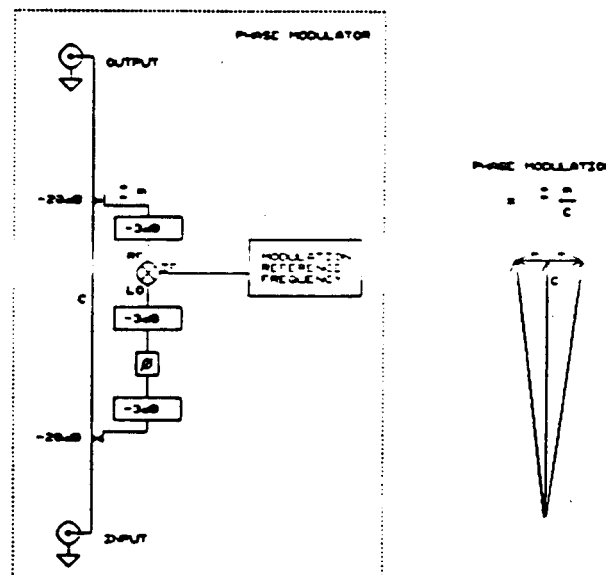 PHASE MODULATOR
OUTPUT
-20dB
± m
-3dB
RF
LO
MODULATION
REFERENCE
FREQUENCY
C
-3dB
Ø
-3dB
-20dB
INPUT
PHASE MODULATION
= ± m
C
C